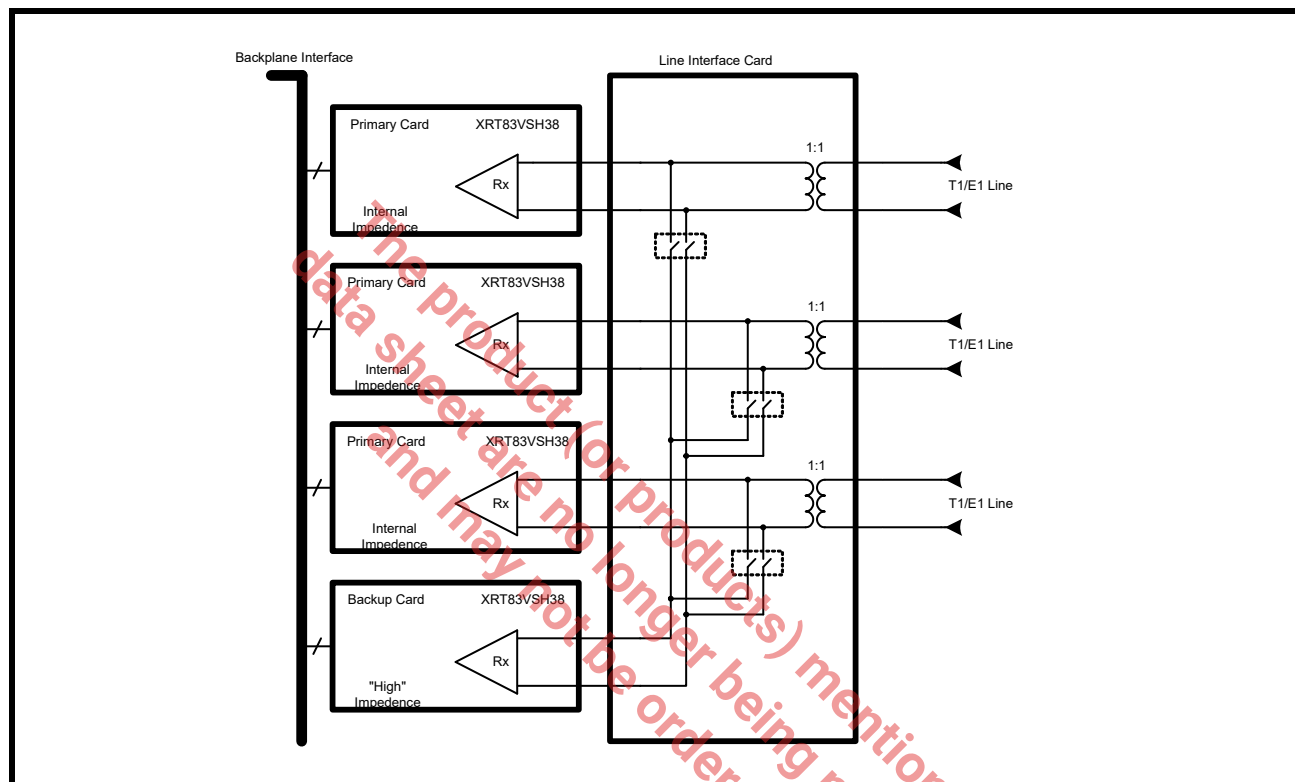 Backplane Interface
Line Interface Card
Primary Card XRT83VSH38
Rx
Internal
Impedence
1:1
T1/E1 Line
Primary Card XRT83VSH38
Rx
Internal
Impedence
1:1
T1/E1 Line
Primary Card XRT83VSH38
Rx
Internal
Impedence
1:1
T1/E1 Line
Backup Card XRT83VSH38
Rx
"High"
Impedence
The product (or products) mention
data sheet are no longer being
and may not be order